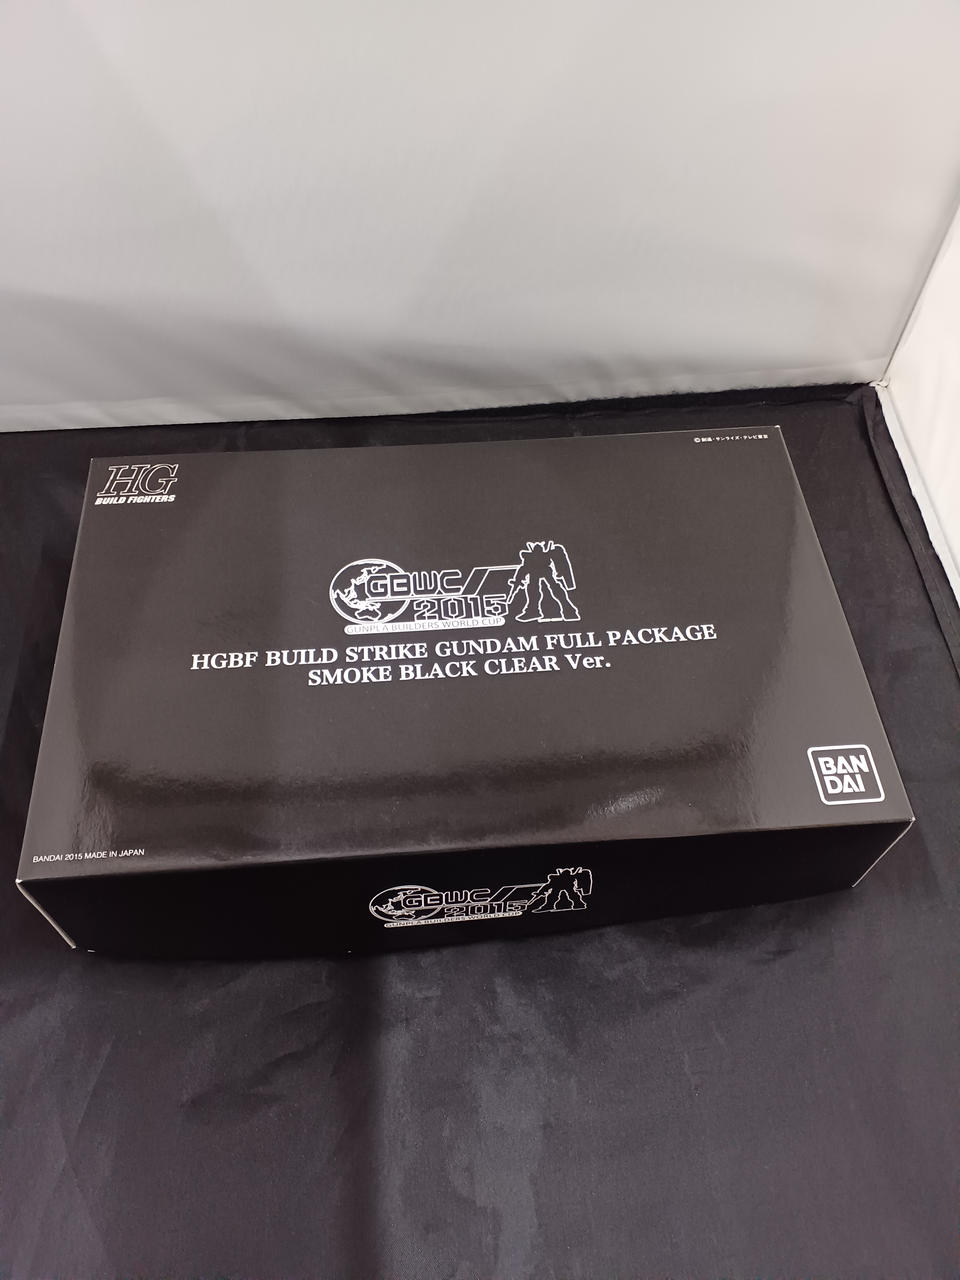 HG
BUILD FIGHTERS
©創通・サンライズ・テレビ東京
GBWC
2015
GUNPLA BUILDERS WORLD CUP
HGBF BUILD STRIKE GUNDAM FULL PACKAGE
SMOKE BLACK CLEAR Ver.
BAN
DAI
BANDAI 2015 MADE IN JAPAN
GBWC
2015
GUNPLA BUILDERS WORLD CUP